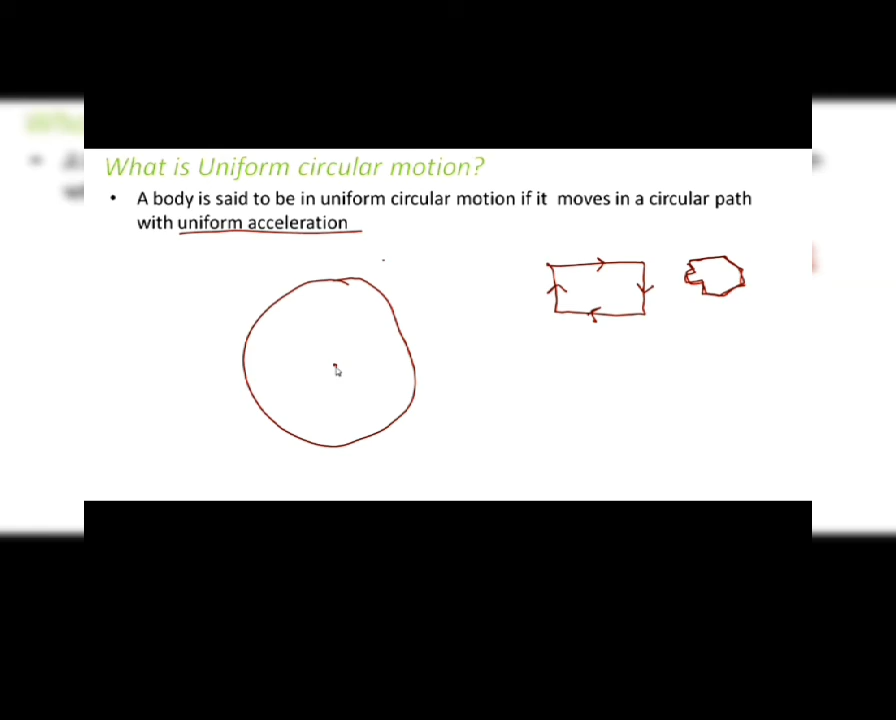 What is Uniform circular motion?
• A body is said to be in uniform circular motion if it moves in a circular path
with uniform acceleration